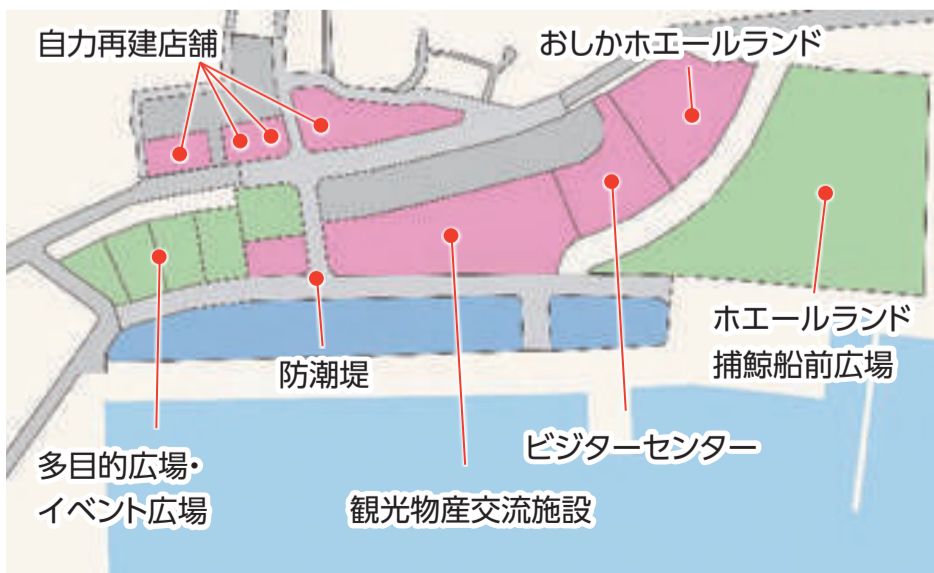 自力再建店舗
おしかホエールランド
ホエールランド
捕鯨船前広場
防潮堤
ビジターセンター
多目的広場・
イベント広場
観光物産交流施設